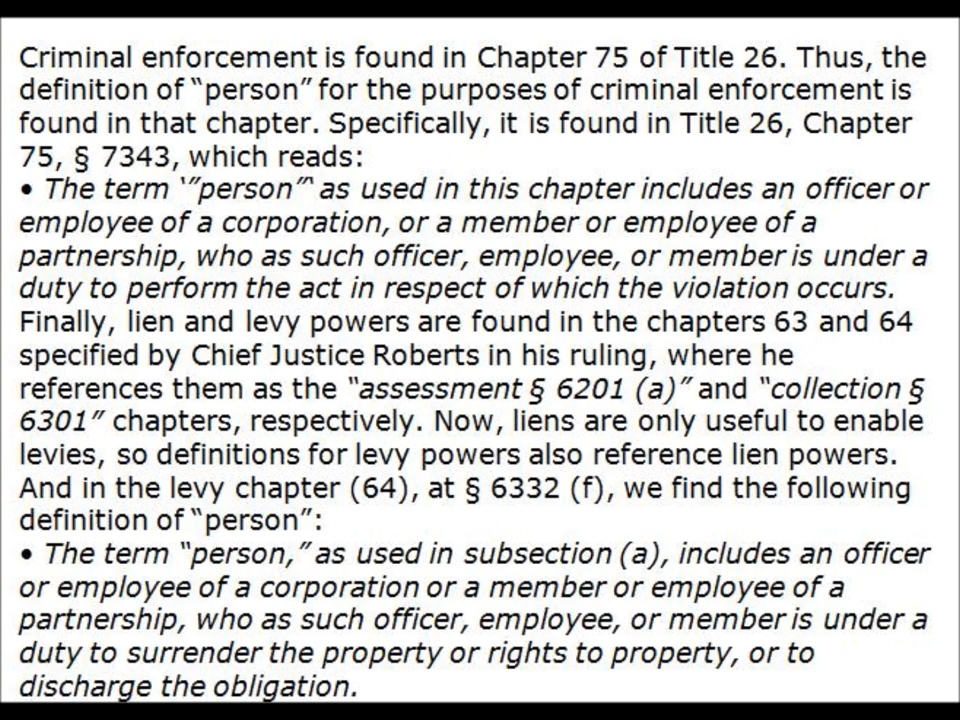 Criminal enforcement is found in Chapter 75 of Title 26. Thus, the
definition of “person” for the purposes of criminal enforcement is
found in that chapter. Specifically, it is found in Title 26, Chapter
75, § 7343, which reads:
• The term ‘”person”‘ as used in this chapter includes an officer or
employee of a corporation, or a member or employee of a
partnership, who as such officer, employee, or member is under a
duty to perform the act in respect of which the violation occurs.
Finally, lien and levy powers are found in the chapters 63 and 64
specified by Chief Justice Roberts in his ruling, where he
references them as the “assessment § 6201 (a)” and “collection §
6301” chapters, respectively. Now, liens are only useful to enable
levies, so definitions for levy powers also reference lien powers.
And in the levy chapter (64), at § 6332 (f), we find the following
definition of “person”:
• The term “person,” as used in subsection (a), includes an officer
or employee of a corporation or a member or employee of a
partnership, who as such officer, employee, or member is under a
duty to surrender the property or rights to property, or to
discharge the obligation.